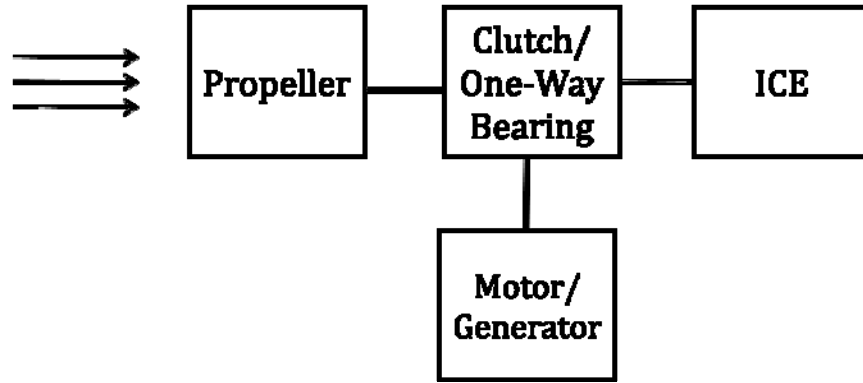 Propeller
Clutch/
One-Way
Bearing
ICE
Motor/
Generator